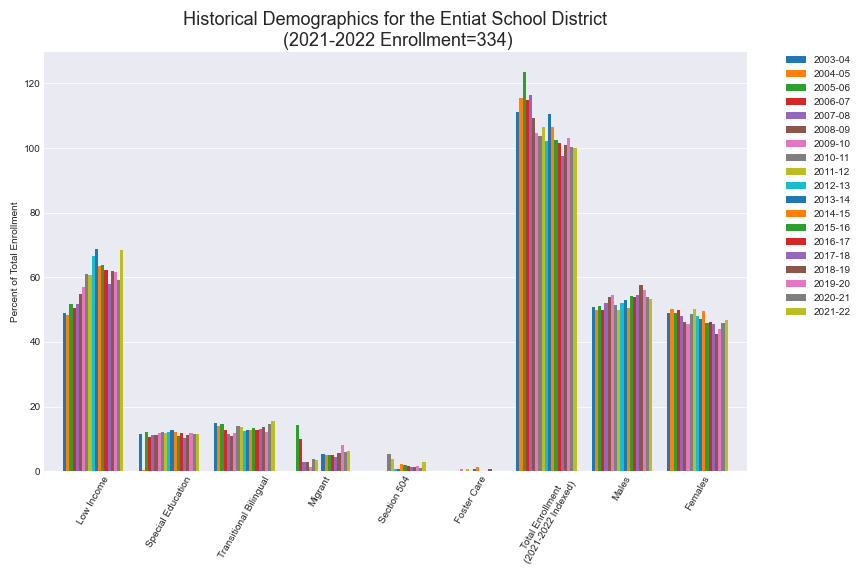 Historical Demographics for the Entiat School District
(2021-2022 Enrollment=334)
Percent of Total Enrollment
120
100
80
60
40
20
0
Low Income
Special Education
Transitional Bilingual
Migrant
Section 504
Foster Care
Total Enrollment
(2021-2022 Indexed)
Males
Females
2003-04
2004-05
2005-06
2006-07
2007-08
2008-09
2009-10
2010-11
2011-12
2012-13
2013-14
2014-15
2015-16
2016-17
2017-18
2018-19
2019-20
2020-21
2021-22